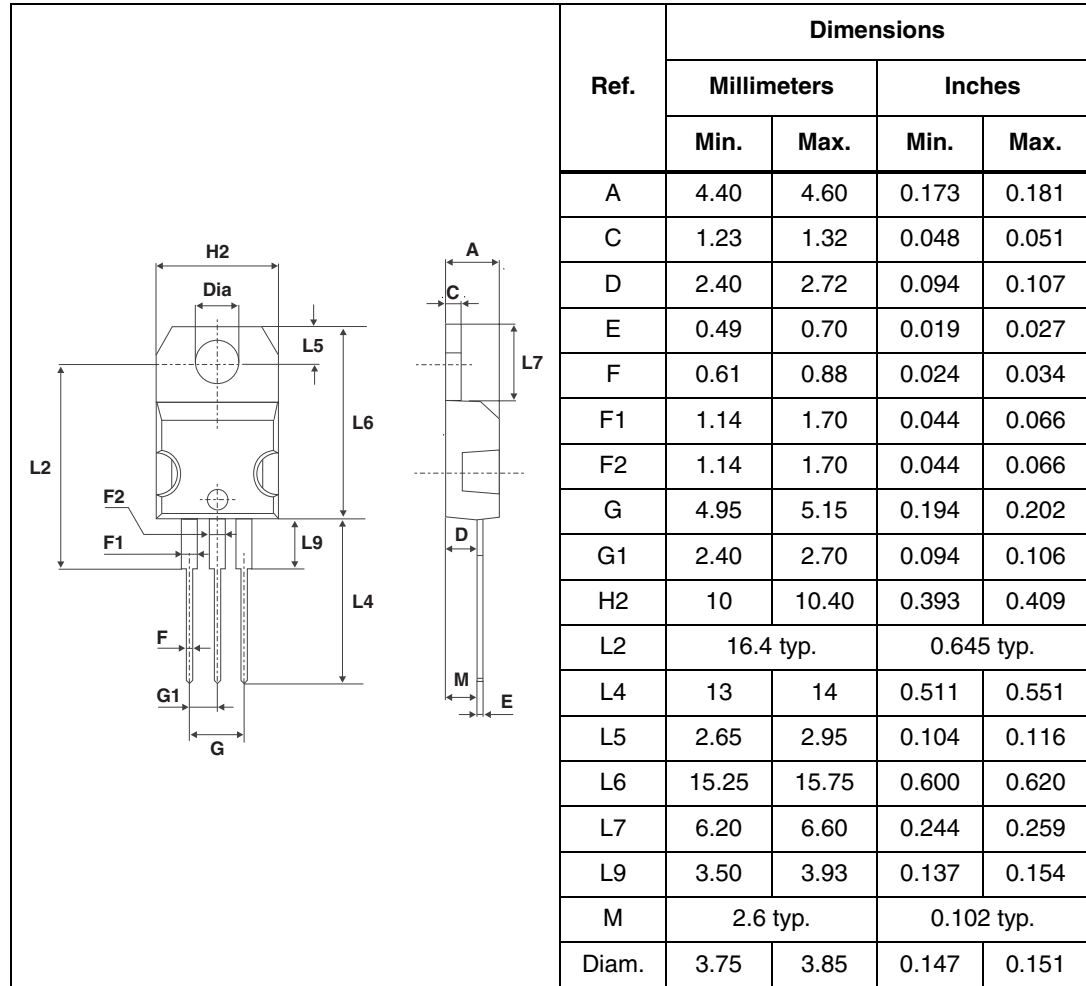 Ref. Dimensions
Millimeters Inches
Min. Max. Min. Max.
A 4.40 4.60 0.173 0.181
C 1.23 1.32 0.048 0.051
D 2.40 2.72 0.094 0.107
E 0.49 0.70 0.019 0.027
F 0.61 0.88 0.024 0.034
F1 1.14 1.70 0.044 0.066
F2 1.14 1.70 0.044 0.066
G 4.95 5.15 0.194 0.202
G1 2.40 2.70 0.094 0.106
H2 10 10.40 0.393 0.409
L2 16.4 typ. 0.645 typ.
L4 13 14 0.511 0.551
L5 2.65 2.95 0.104 0.116
L6 15.25 15.75 0.600 0.620
L7 6.20 6.60 0.244 0.259
L9 3.50 3.93 0.137 0.154
M 2.6 typ. 0.102 typ.
Diam. 3.75 3.85 0.147 0.151
H2
A
Dia
C
L5
L7
L6
L2
F2
D
F1
L9
L4
F
M
G1
E
G